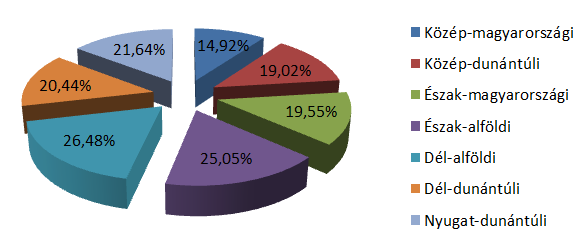 14,92%
19,02%
19,55%
25,05%
26,48%
20,44%
21,64%
Közép-magyarországi
Közép-dunántúli
Észak-magyarországi
Észak-alföldi
Dél-alföldi
Dél-dunántúli
Nyugat-dunántúli